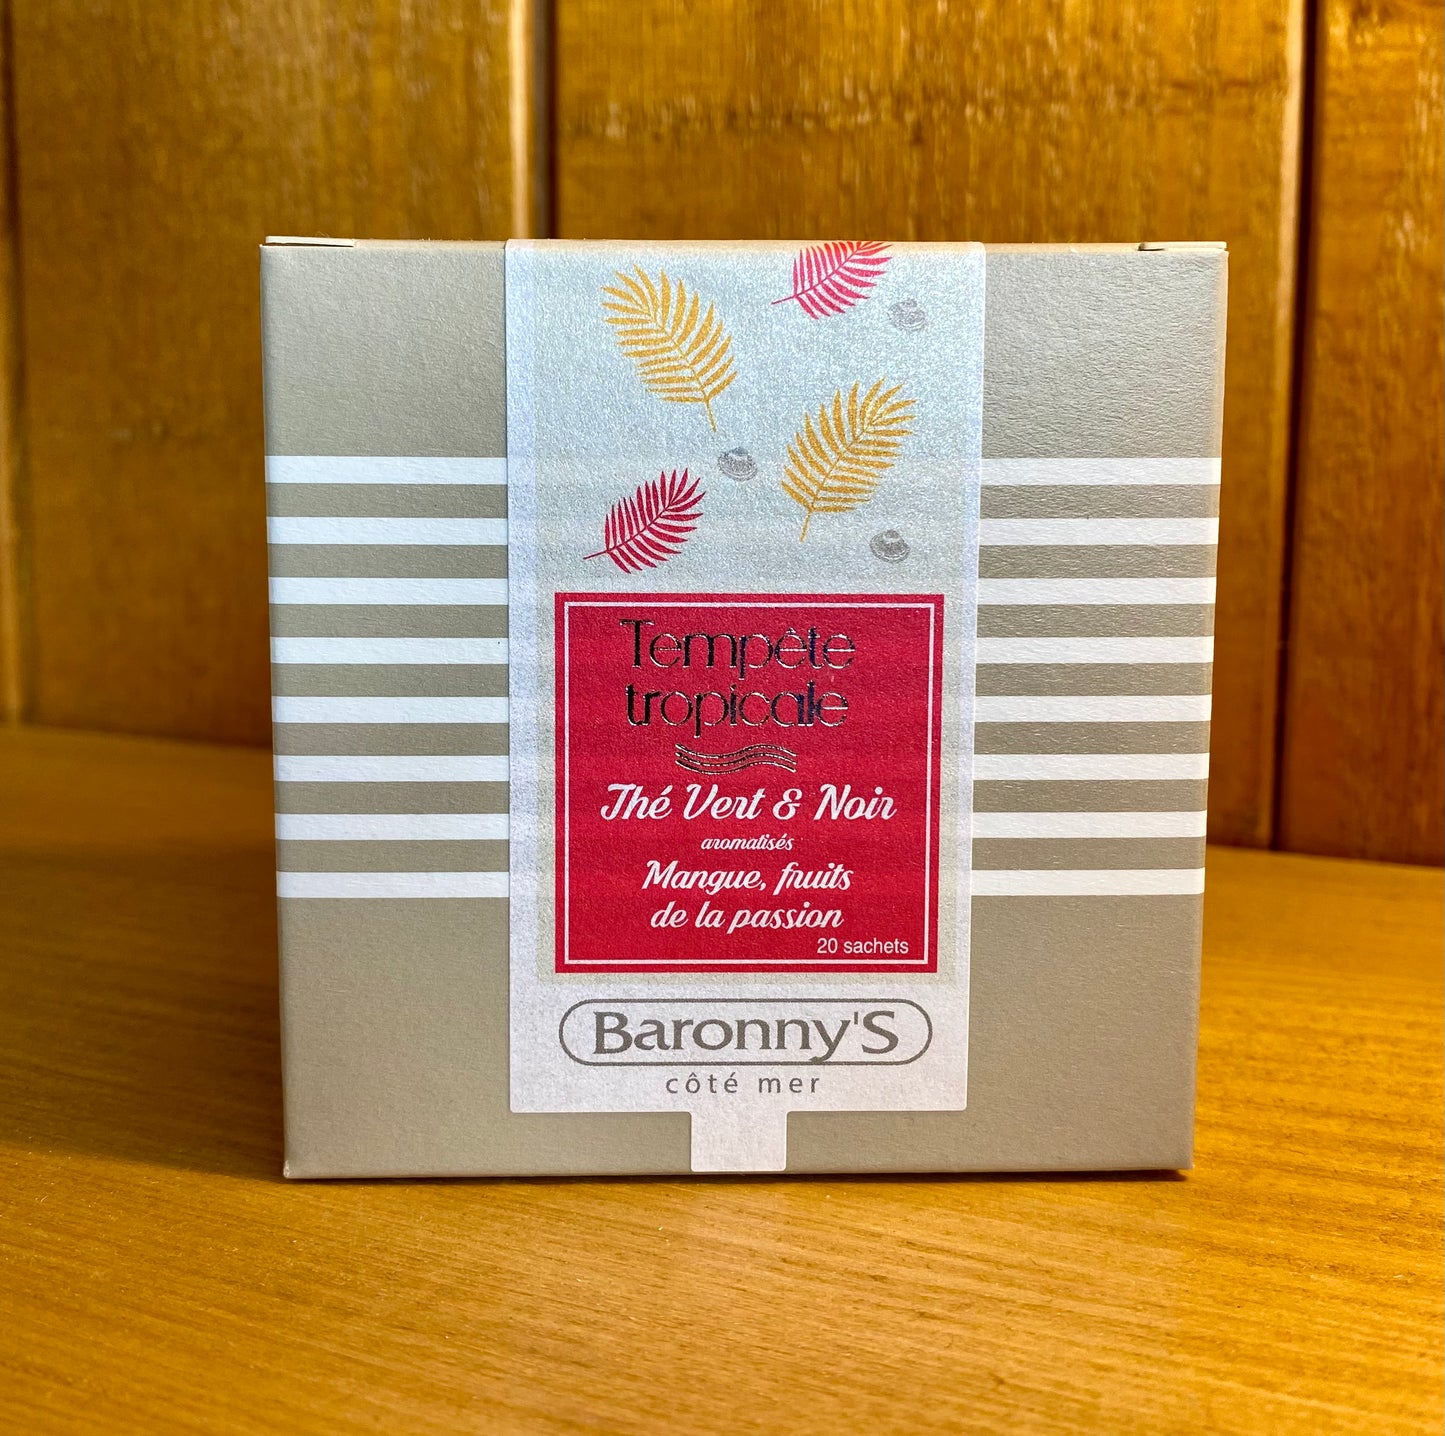 Tempête
tropicale
Thé Vert & Noir
aromatisés
Mangue, fruits
de la passion
20 sachets
Baronny'S
côté mer